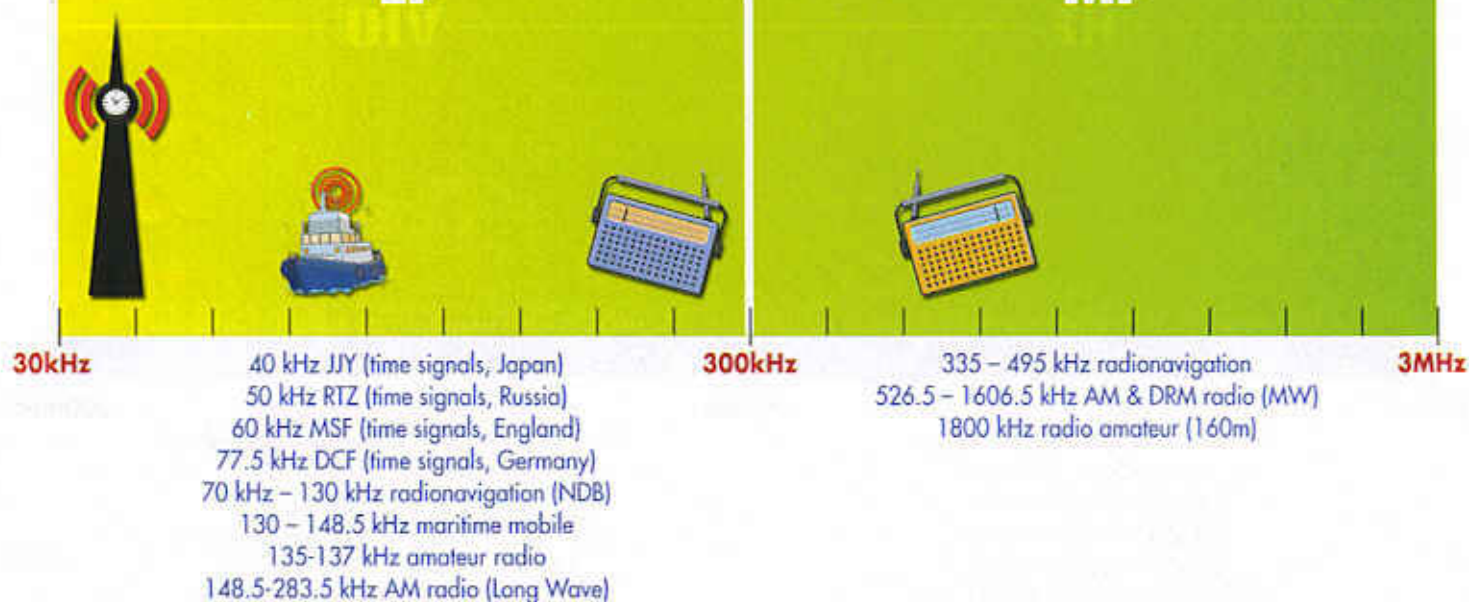 30kHz
300kHz
3MHz
40 kHz JJY (time signals, Japan)
50 kHz RTZ (time signals, Russia)
60 kHz MSF (time signals, England)
77.5 kHz DCF (time signals, Germany)
70 kHz – 130 kHz radionavigation (NDB)
130 – 148.5 kHz maritime mobile
135-137 kHz amateur radio
148.5-283.5 kHz AM radio (Long Wave)
335 – 495 kHz radionavigation
526.5 – 1606.5 kHz AM & DRM radio (MW)
1800 kHz radio amateur (160m)